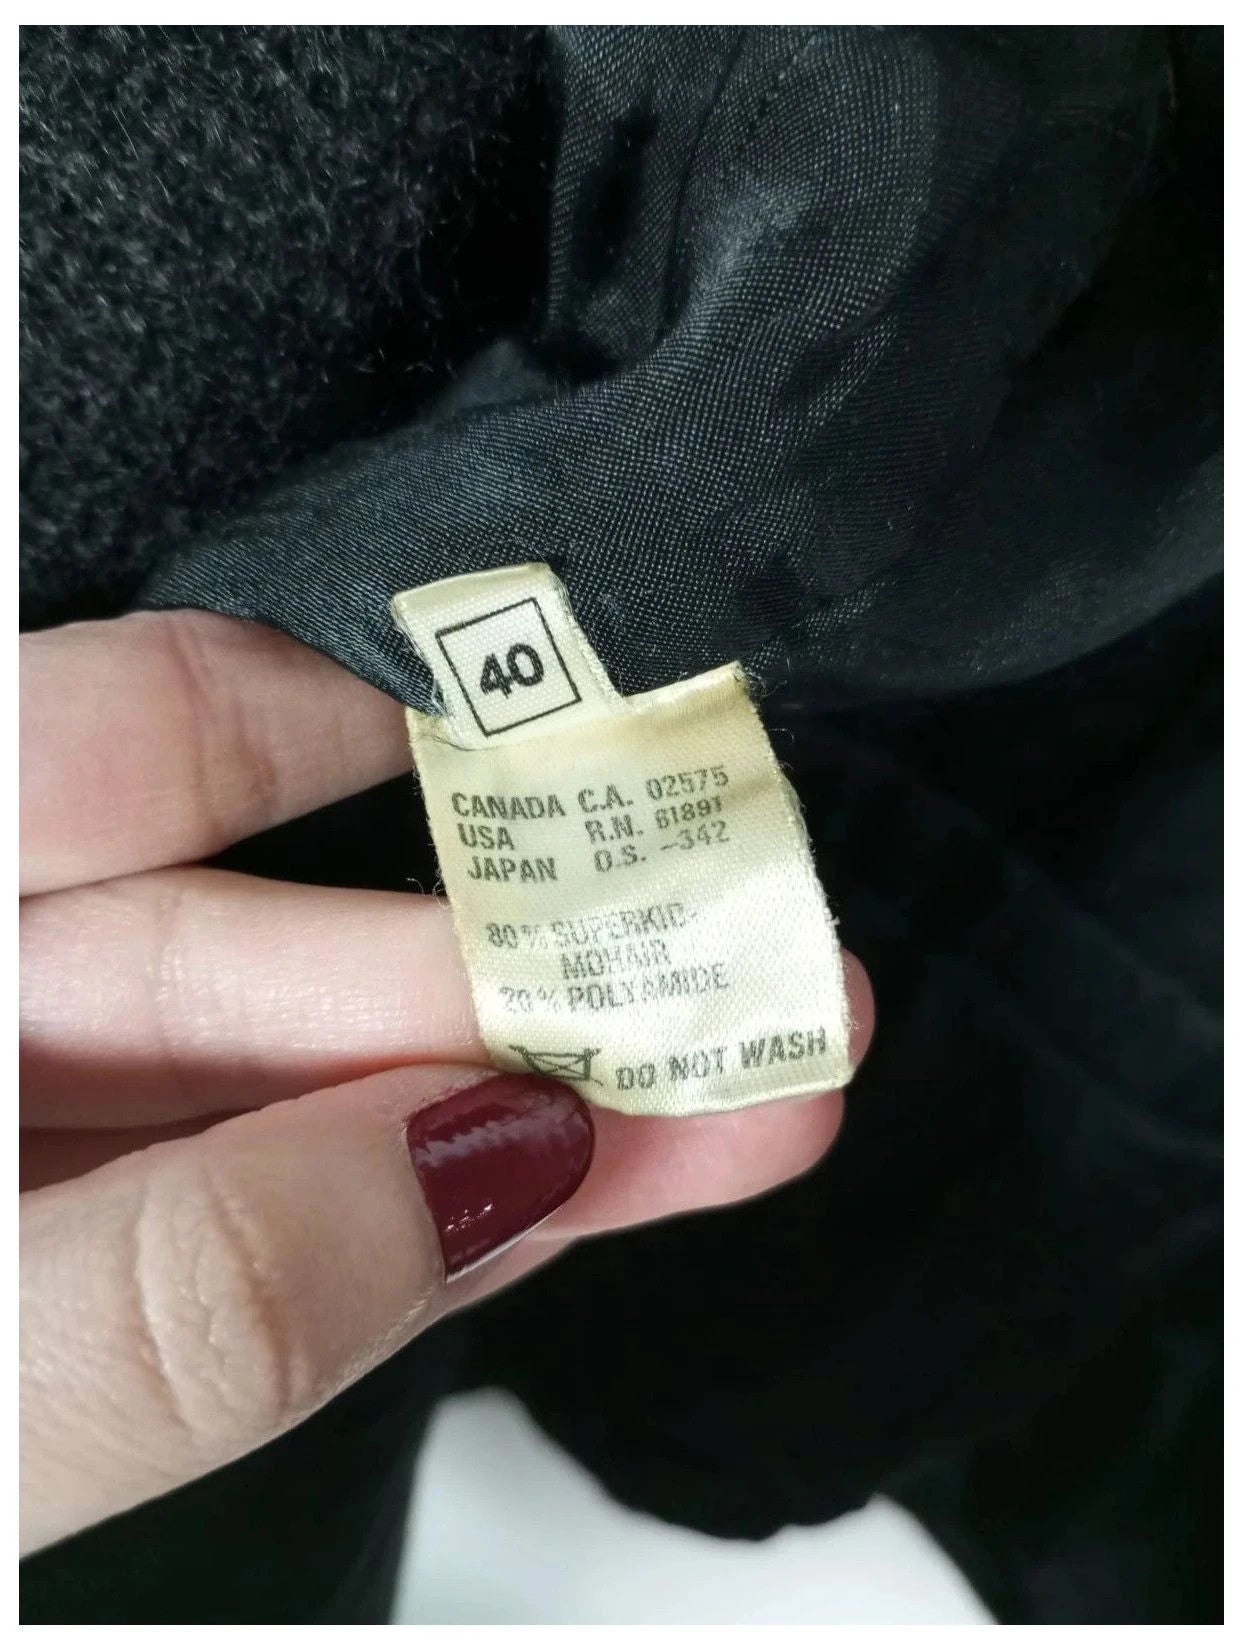 40
CANADA C.A. 02575
USA R.N. 61891
JAPAN O.S. -342
80% SUPERKID-
MOHAIR
20% POLYAMIDE
DO NOT WASH